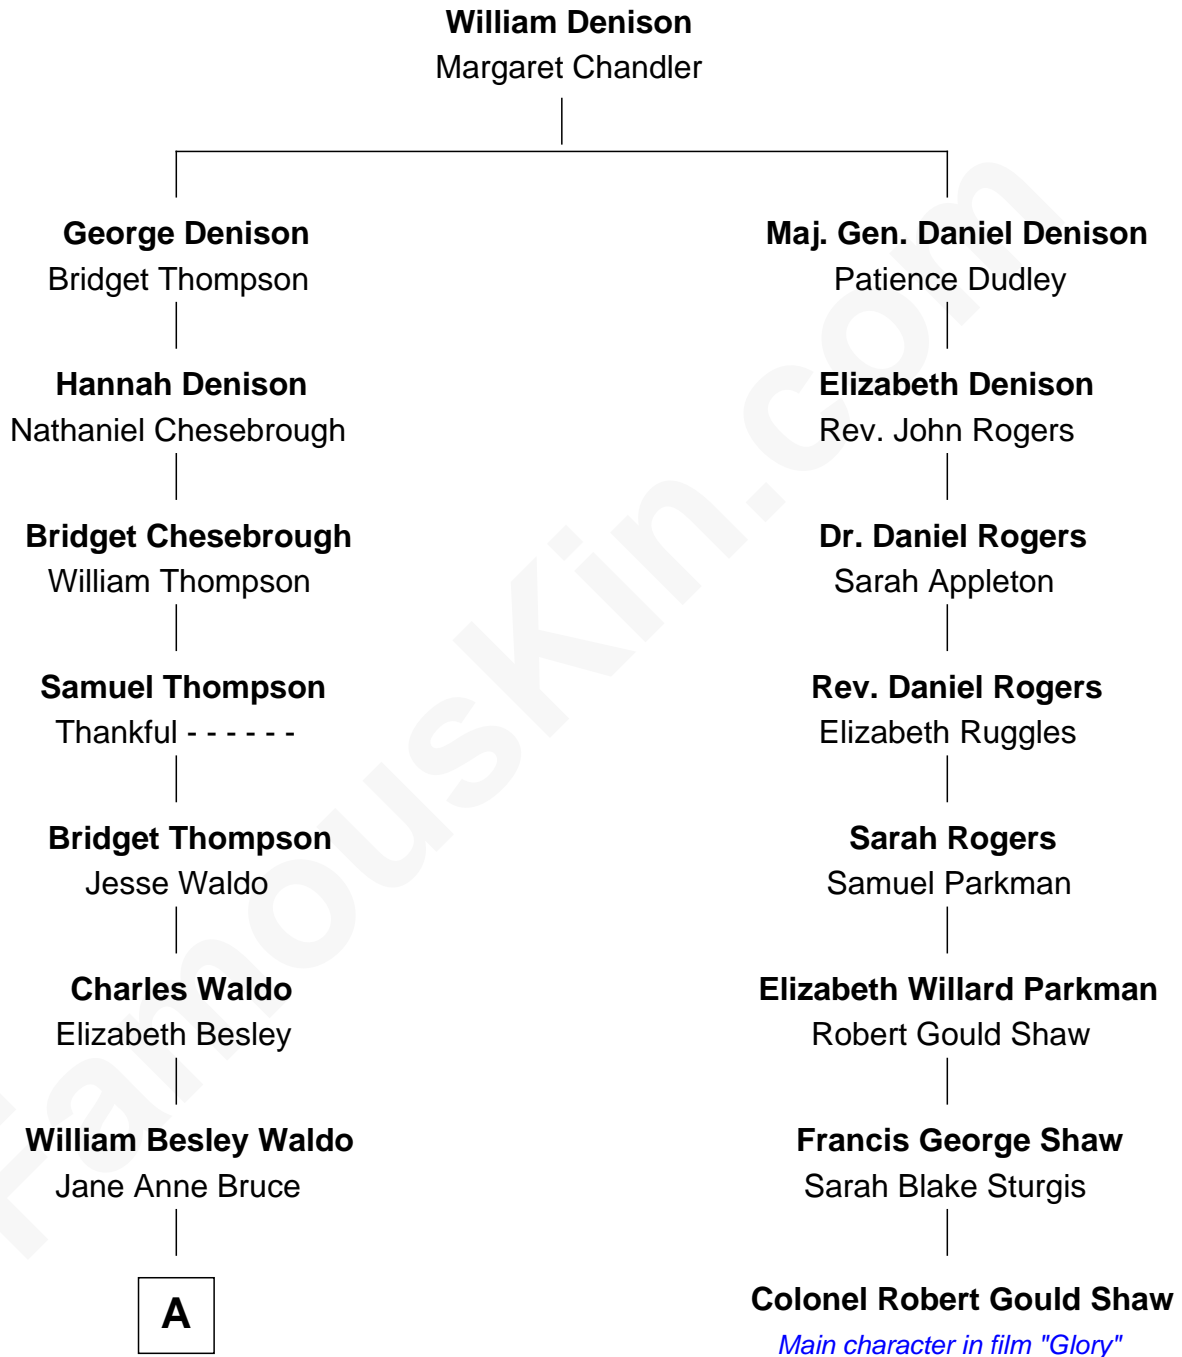 William Denison
Margaret Chandler
George Denison
Bridget Thompson
Hannah Denison
Nathaniel Chesebrough
Bridget Chesebrough
William Thompson
Samuel Thompson
Thankful - - - - - -
Bridget Thompson
Jesse Waldo
Charles Waldo
Elizabeth Besley
William Besley Waldo
Jane Anne Bruce
A
Maj. Gen. Daniel Denison
Patience Dudley
Elizabeth Denison
Rev. John Rogers
Dr. Daniel Rogers
Sarah Appleton
Rev. Daniel Rogers
Elizabeth Ruggles
Sarah Rogers
Samuel Parkman
Elizabeth Willard Parkman
Robert Gould Shaw
Francis George Shaw
Sarah Blake Sturgis
Colonel Robert Gould Shaw
Main character in film "Glory"
FamousKin.com